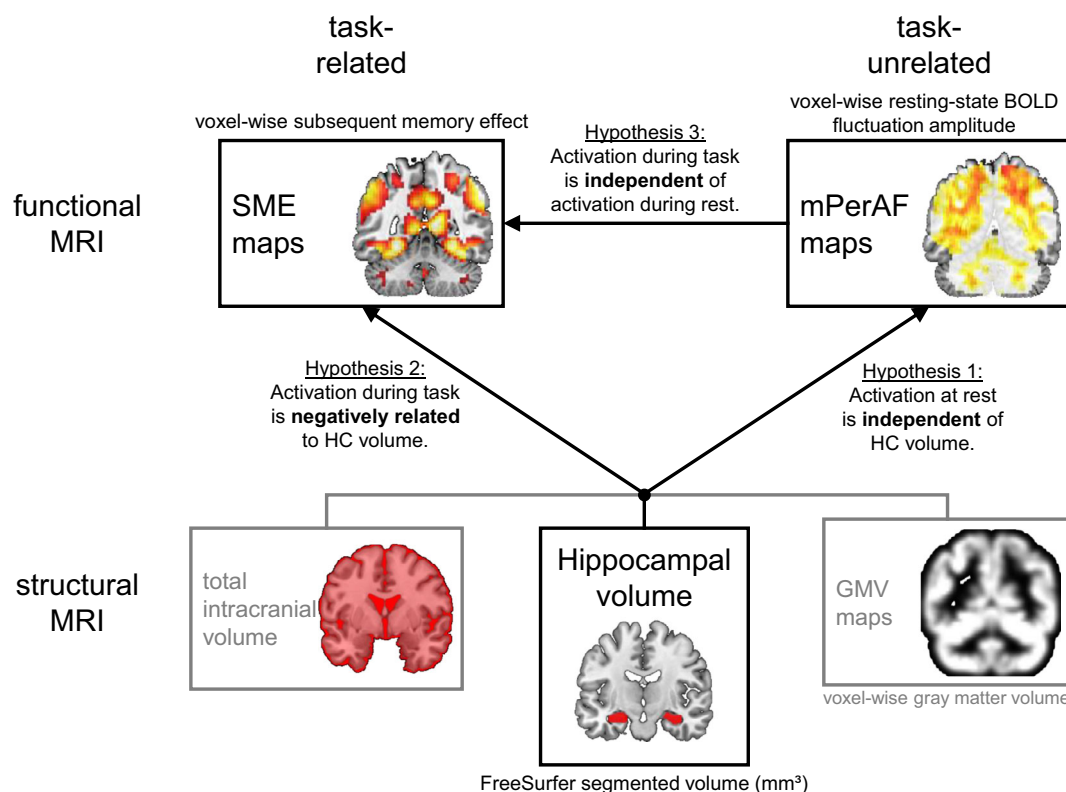 task-
related
task-
unrelated
voxel-wise subsequent memory effect
voxel-wise resting-state BOLD
fluctuation amplitude
functional
MRI
SME
maps
Hypothesis 3:
Activation during task
is independent of
activation during rest.
mPerAF
maps
Hypothesis 2:
Activation during task
is negatively related
to HC volume.
Hypothesis 1:
Activation at rest
is independent of
HC volume.
structural
MRI
total
intracranial
volume
Hippocampal
volume
GMV
maps
voxel-wise gray matter volume
FreeSurfer segmented volume (mm³)